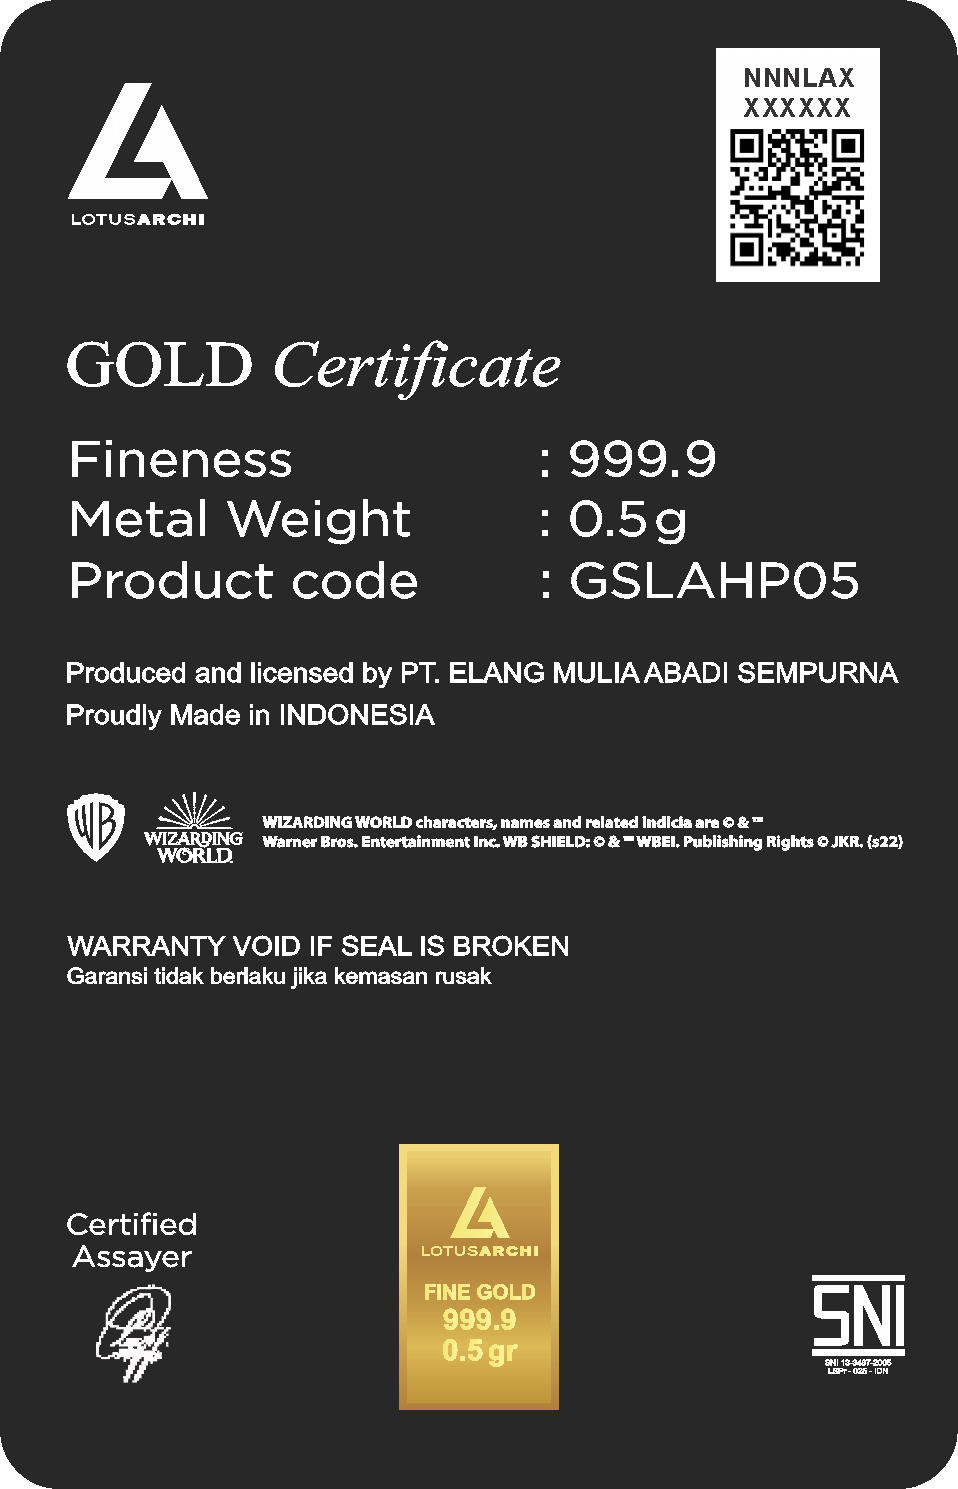 NNNLAX
XXXXXX
LOTUSARCHI
GOLD Certificate
Fineness : 999.9
Metal Weight : 0.5g
Product code : GSLAHP05
Produced and licensed by PT. ELANG MULIA ABADI SEMPURNA
Proudly Made in INDONESIA
WB
WIZARDING
WORLD
WIZARDING WORLD characters, names and related indicia are © & ™
Warner Bros. Entertainment Inc. WB SHIELD: © & ™ WBEI. Publishing Rights © JKR. (s22)
WARRANTY VOID IF SEAL IS BROKEN
Garansi tidak berlaku jika kemasan rusak
Certified
Assayer
LOTUSARCHI
FINE GOLD
999.9
0.5 gr
SNI
SNI 13-3487-2005
LSPr - 025 - IDN